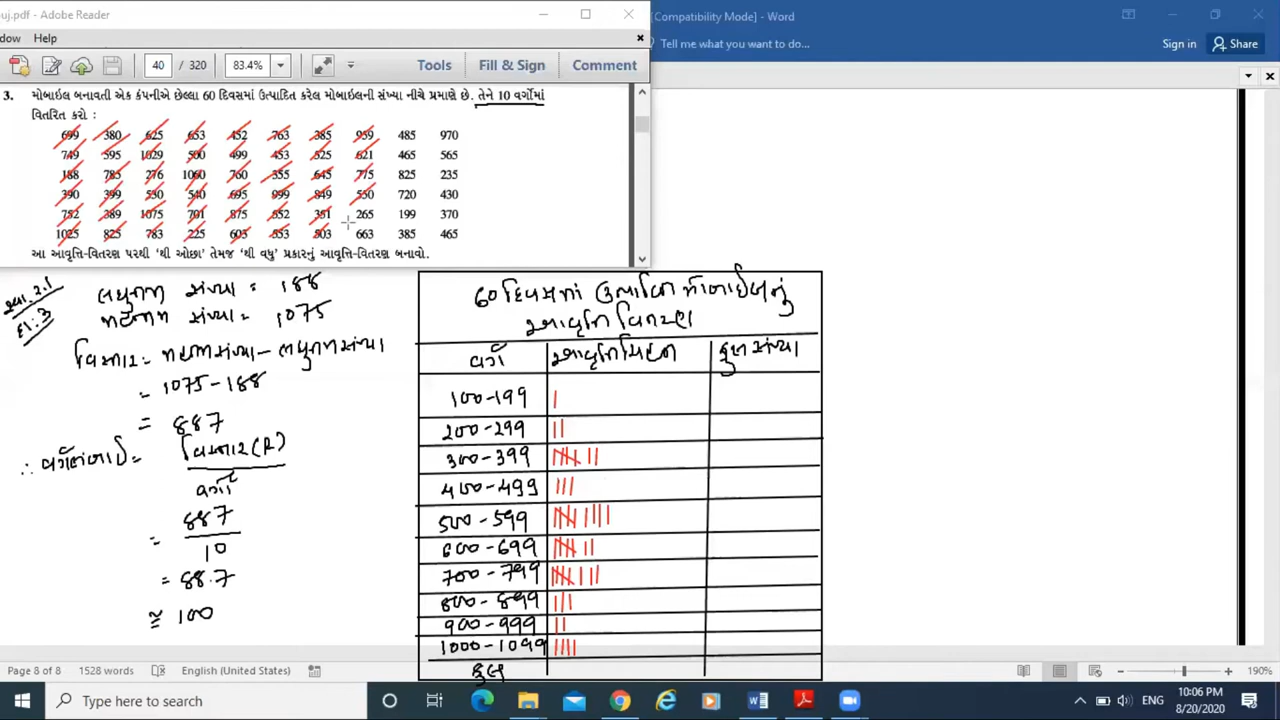 uj.pdf - Adobe Reader
[Compatibility Mode] - Word
dow Help
Tell me what you want to do...
Sign in Share
40 / 320 83.4% Tools Fill & Sign Comment
3. મોબાઇલ બનાવતી એક કંપનીએ છેલ્લા 60 દિવસમાં ઉત્પાદિત કરેલ મોબાઇલની સંખ્યા નીચે પ્રમાણે છે. તેને 10 વર્ગોમાં
વિતરિત કરો :
699 380 625 653 452 763 385 959 485 970
749 595 1029 500 499 453 525 621 465 565
188 785 276 1060 760 355 645 775 825 235
390 399 530 540 695 999 849 550 720 430
752 389 1075 701 875 552 351 265 199 370
1025 825 783 225 605 553 503 663 385 465
આ આવૃત્તિ-વિતરણ પરથી 'થી ઓછા' તેમજ 'થી વધુ' પ્રકારનું આવૃત્તિ-વિતરણ બનાવો.
સ્વા. 2.1
દા. 3
લઘુતમ સંખ્યા = 188
મહત્તમ સંખ્યા = 1075
વિસ્તાર = મહત્તમ સંખ્યા - લઘુતમ સંખ્યા
= 1075 - 188
= 887
∴ વર્ગલંબાઈ = વિસ્તાર (R)
વર્ગો
= 887
10
= 88.7
≅ 100
60 દિવસમાં ઉત્પાદિત મોબાઈલનું
આવૃત્તિ વિતરણ
વર્ગ આવૃત્તિચિહ્ન કુલ સંખ્યા
100-199
200-299
300-399
400-499
500-599
600-699
700-799
800-899
900-999
1000-1099
કુલ
Page 8 of 8 1528 words English (United States) 190%
Type here to search
ENG
10:06 PM
8/20/2020